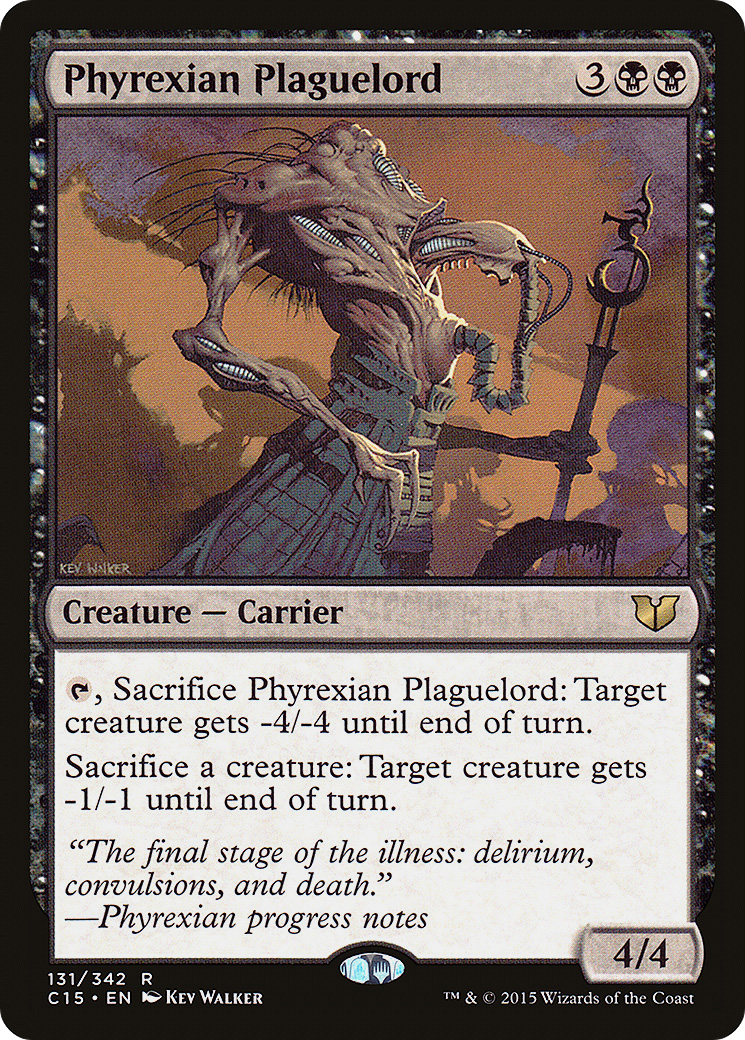 Phyrexian Plaguelord 3
KEV WALKER
Creature — Carrier
, Sacrifice Phyrexian Plaguelord: Target
creature gets -4/-4 until end of turn.
Sacrifice a creature: Target creature gets
-1/-1 until end of turn.
“The final stage of the illness: delirium,
convulsions, and death.”
—Phyrexian progress notes
4/4
131/342 R
C15 • EN Kev Walker
™ & © 2015 Wizards of the Coast